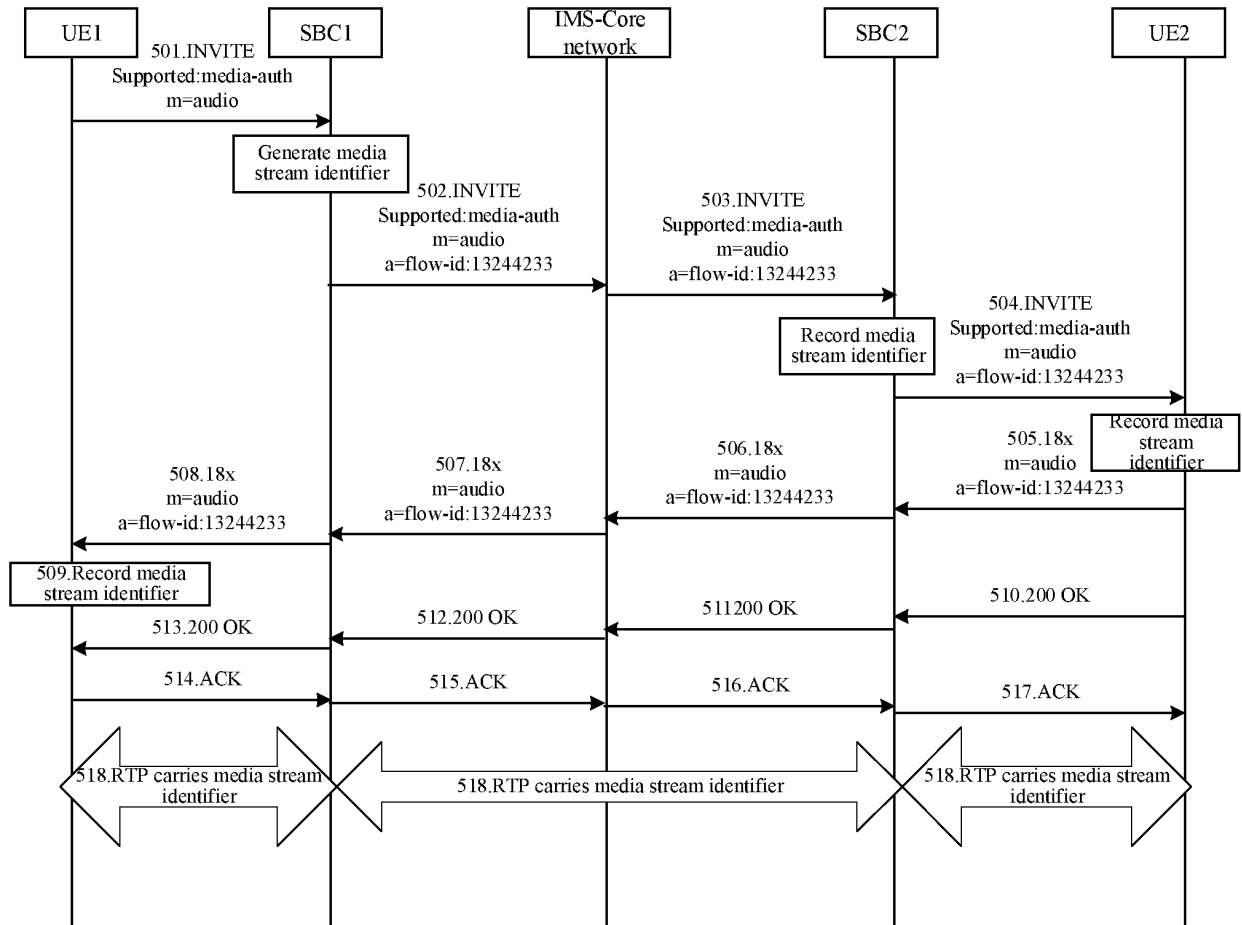 UE1
SBC1
IMS-Core
network
SBC2
UE2
501.INVITE
Supported:media-auth
m=audio
Generate media
stream identifier
502.INVITE
Supported:media-auth
m=audio
a=flow-id:13244233
503.INVITE
Supported:media-auth
m=audio
a=flow-id:13244233
Record media
stream identifier
504.INVITE
Supported:media-auth
m=audio
a=flow-id:13244233
Record media
stream
identifier
505.18x
m=audio
a=flow-id:13244233
506.18x
m=audio
a=flow-id:13244233
507.18x
m=audio
a=flow-id:13244233
508.18x
m=audio
a=flow-id:13244233
509.Record media
stream identifier
510.200 OK
511200 OK
512.200 OK
513.200 OK
514.ACK
515.ACK
516.ACK
517.ACK
518.RTP carries media stream
identifier
518.RTP carries media stream identifier
518.RTP carries media stream
identifier